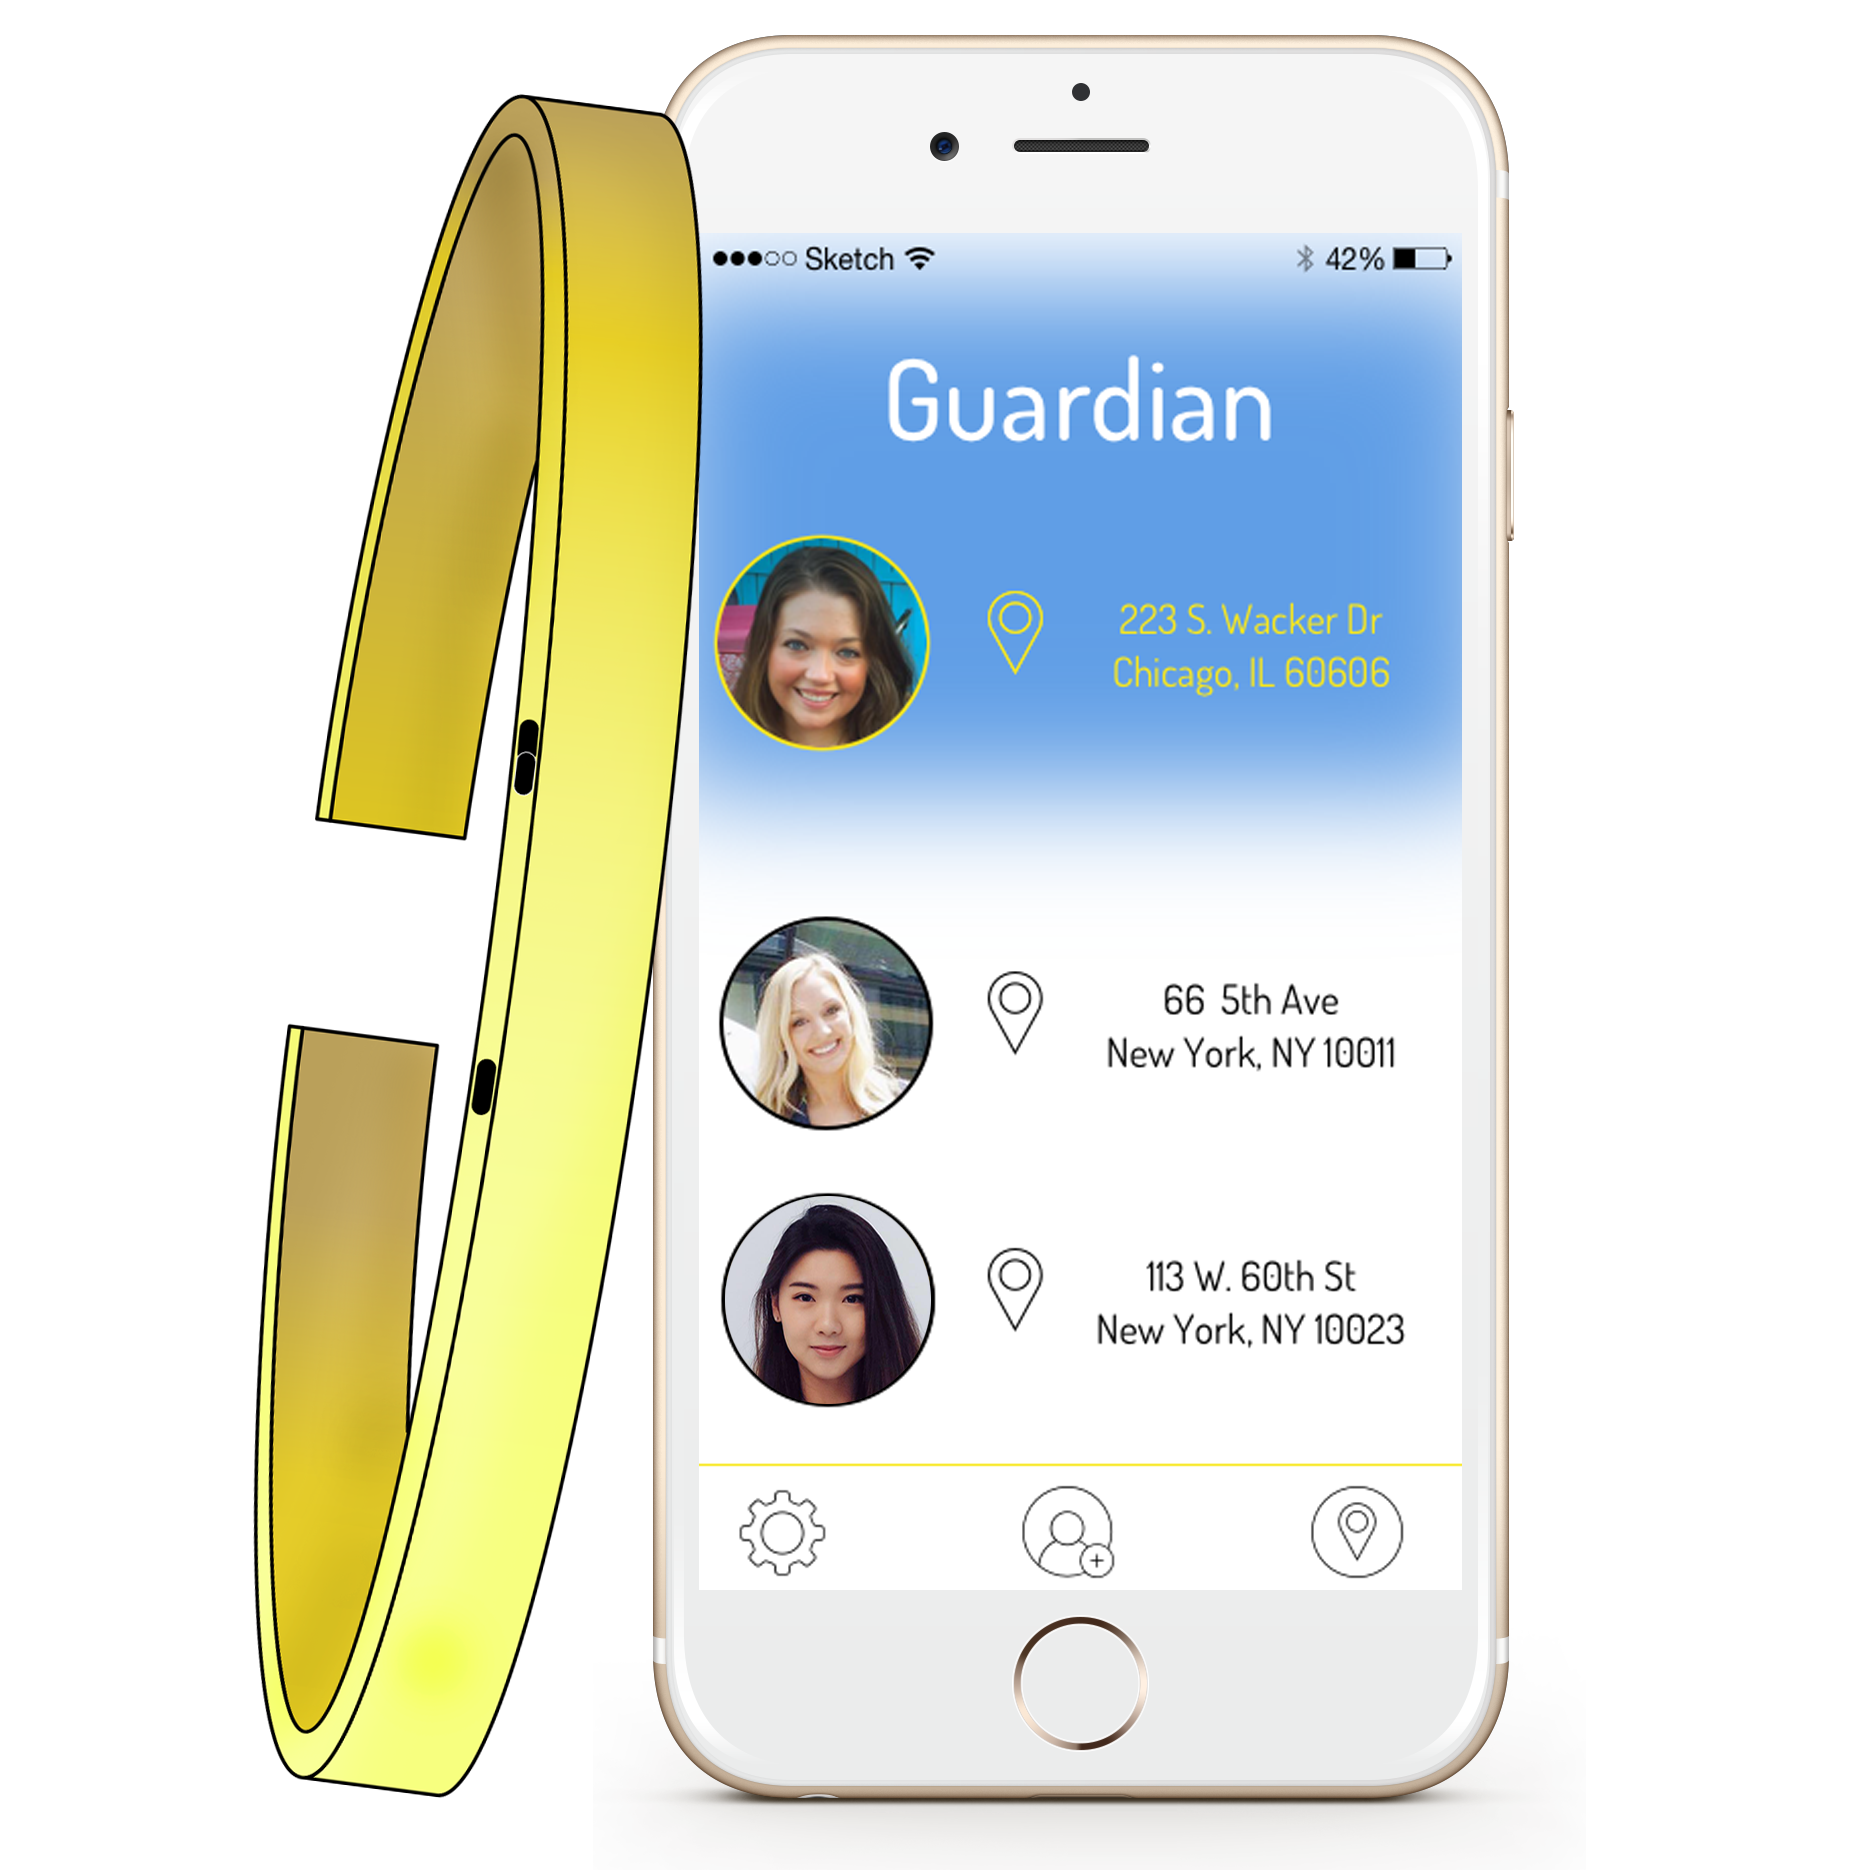 Sketch 42%
Guardian
223 S. Wacker Dr
Chicago, IL 60606
66 5th Ave
New York, NY 10011
113 W. 60th St
New York, NY 10023